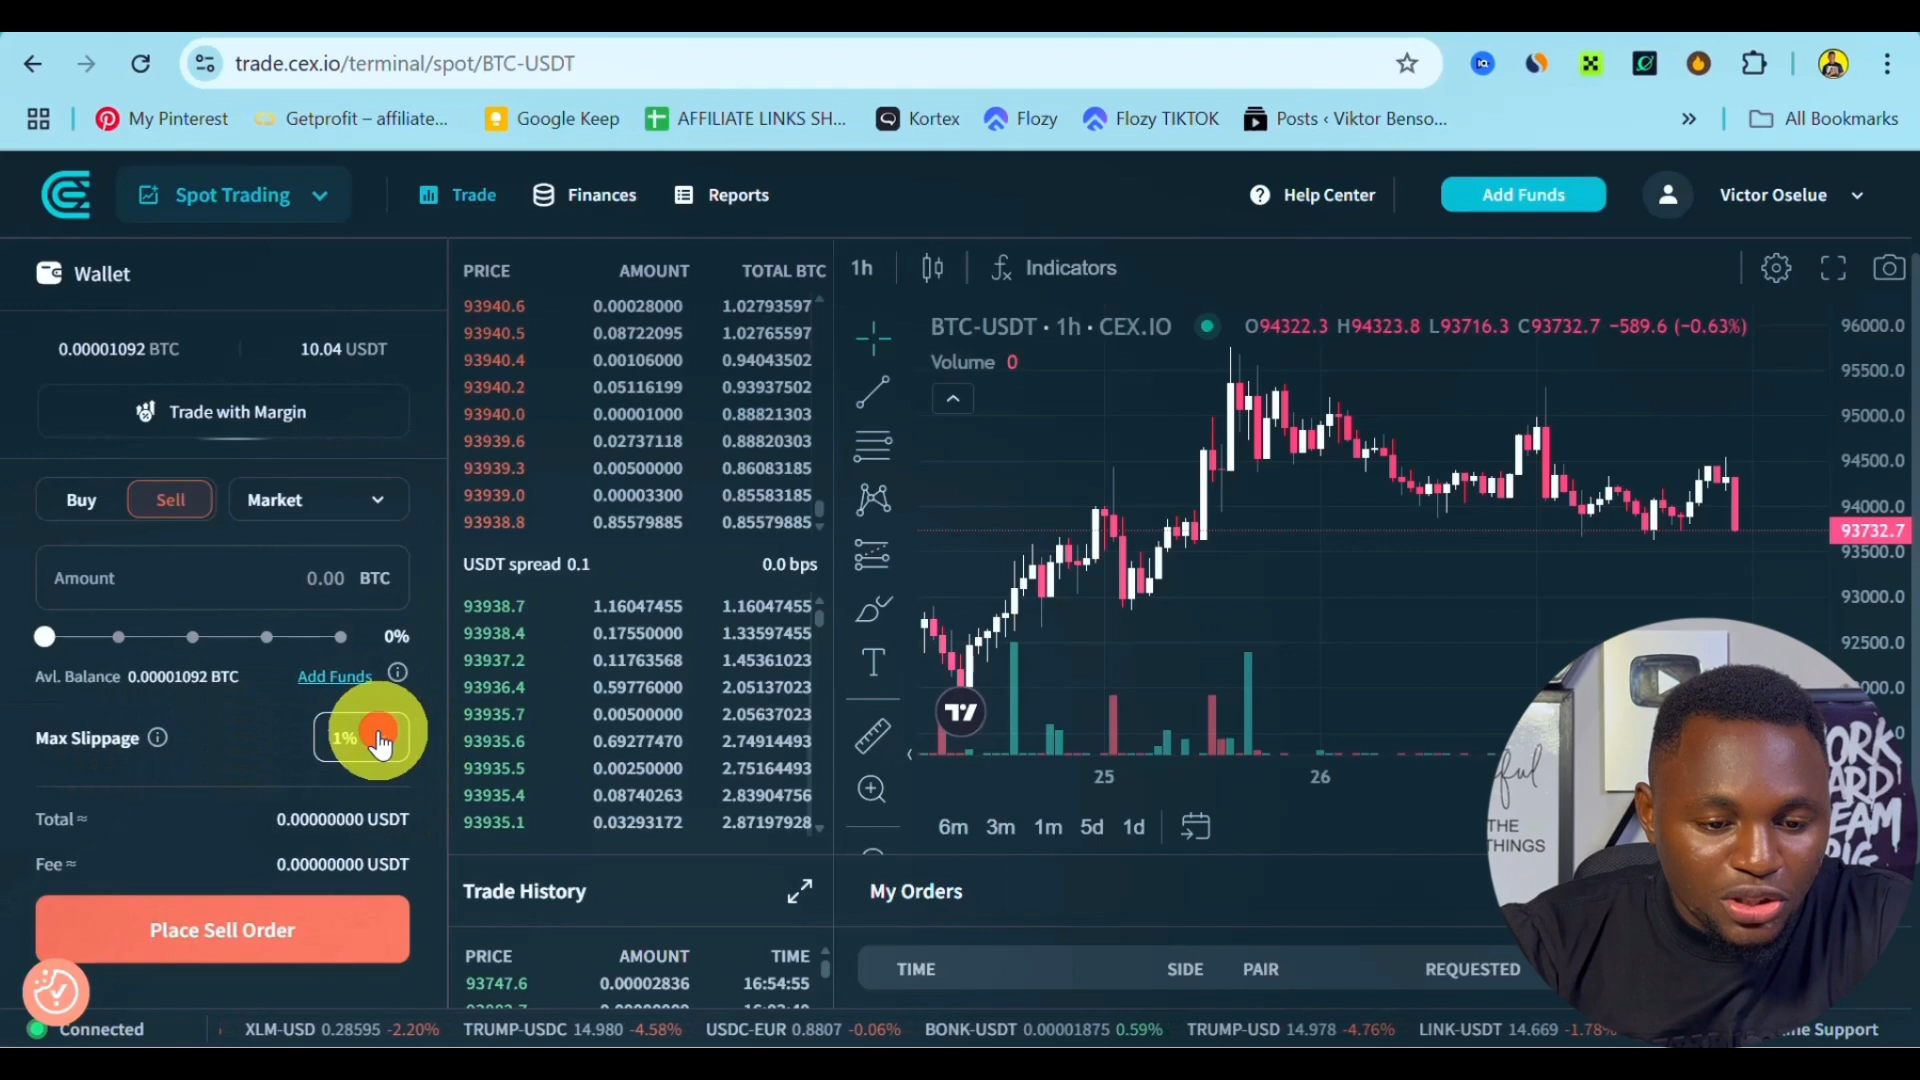 trade.cex.io/terminal/spot/BTC-USDT
My Pinterest
Getprofit – affiliate...
Google Keep
AFFILIATE LINKS SH...
Kortex
Flozy
Flozy TIKTOK
Posts ‹ Viktor Benso...
»
All Bookmarks
Spot Trading
Trade
Finances
Reports
Help Center
Add Funds
Victor Oselue
Wallet
0.00001092 BTC
10.04 USDT
Trade with Margin
Buy
Sell
Market
Amount
0.00 BTC
0%
Avl. Balance 0.00001092 BTC
Add Funds
Max Slippage
1%
Total ≈
0.00000000 USDT
Fee ≈
0.00000000 USDT
Place Sell Order
PRICE AMOUNT TOTAL BTC
93940.6 0.00028000 1.02793597
93940.5 0.08722095 1.02765597
93940.4 0.00106000 0.94043502
93940.2 0.05116199 0.93937502
93940.0 0.00001000 0.88821303
93939.6 0.02737118 0.88820303
93939.3 0.00500000 0.86083185
93939.0 0.00003300 0.85583185
93938.8 0.85579885 0.85579885
USDT spread 0.1 0.0 bps
93938.7 1.16047455 1.16047455
93938.4 0.17550000 1.33597455
93937.2 0.11763568 1.45361023
93936.4 0.59776000 2.05137023
93935.7 0.00500000 2.05637023
93935.6 0.69277470 2.74914493
93935.5 0.00250000 2.75164493
93935.4 0.08740263 2.83904756
93935.1 0.03293172 2.87197928
Trade History
PRICE AMOUNT TIME
93747.6 0.00002836 16:54:55
1h
Indicators
BTC-USDT · 1h · CEX.IO
O94322.3 H94323.8 L93716.3 C93732.7 −589.6 (−0.63%)
Volume 0
96000.0
95500.0
95000.0
94500.0
94000.0
93732.7
93500.0
93000.0
92500.0
25
26
6m 3m 1m 5d 1d
My Orders
TIME SIDE PAIR REQUESTED
THE
THINGS
Connected
XLM-USD 0.28595 -2.20%
TRUMP-USDC 14.980 -4.58%
USDC-EUR 0.8807 -0.06%
BONK-USDT 0.00001875 0.59%
TRUMP-USD 14.978 -4.76%
LINK-USDT 14.669 -1.78%
Support